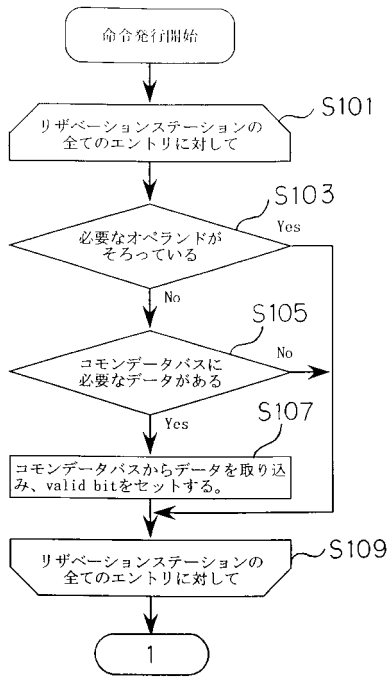 命令発行開始
S101
リザベーションステーションの
全てのエントリに対して
S103
必要なオペランドが
そろっている
Yes
No
S105
コモンデータバスに
必要なデータがある
No
Yes
S107
コモンデータバスからデータを取り込
み、valid bitをセットする。
S109
リザベーションステーションの
全てのエントリに対して
1